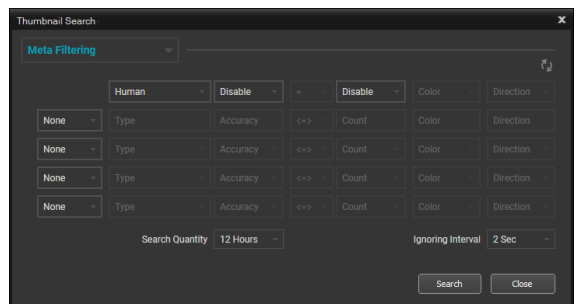 Thumbnail Search x
Meta Filtering
Human Disable = Disable Color Direction
None Type Accuracy <=> Count Color Direction
None Type Accuracy <=> Count Color Direction
None Type Accuracy <=> Count Color Direction
None Type Accuracy <=> Count Color Direction
Search Quantity 12 Hours Ignoring Interval 2 Sec
Search Close